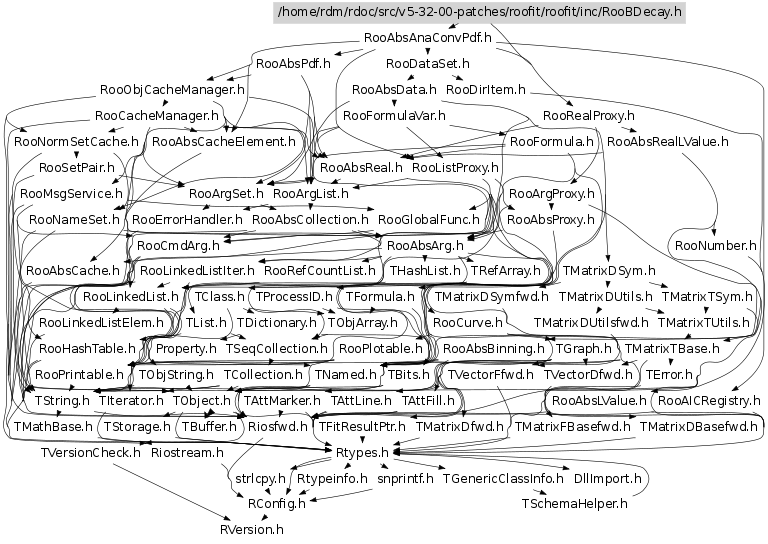 /home/rdm/rdoc/src/v5-32-00-patches/roofit/roofit/inc/RooBDecay.h
RooAbsAnaConvPdf.h
RooAbsPdf.h RooDataSet.h
RooObjCacheManager.h RooAbsData.h RooDirItem.h
RooCacheManager.h RooFormulaVar.h RooRealProxy.h
RooNormSetCache.h RooAbsCacheElement.h RooFormula.h RooAbsRealLValue.h
RooSetPair.h RooAbsReal.h RooListProxy.h
RooMsgService.h RooArgSet.h RooArgList.h RooArgProxy.h
RooNameSet.h RooErrorHandler.h RooAbsCollection.h RooGlobalFunc.h RooAbsProxy.h
RooCmdArg.h RooAbsArg.h RooNumber.h
RooAbsCache.h RooLinkedListIter.h RooRefCountList.h THashList.h TRefArray.h TMatrixDSym.h
RooLinkedList.h TClass.h TProcessID.h TFormula.h TMatrixDSymfwd.h TMatrixDUtils.h TMatrixTSym.h
RooLinkedListElem.h TList.h TDictionary.h TObjArray.h RooCurve.h TMatrixDUtilsfwd.h TMatrixTUtils.h
RooHashTable.h Property.h TSeqCollection.h RooPlotable.h RooAbsBinning.h TGraph.h TMatrixTBase.h
RooPrintable.h TObjString.h TCollection.h TNamed.h TBits.h TVectorFfwd.h TVectorDfwd.h TError.h
TString.h TIterator.h TObject.h TAttMarker.h TAttLine.h TAttFill.h RooAbsLValue.h RooAICRegistry.h
TMathBase.h TStorage.h TBuffer.h Riosfwd.h TFitResultPtr.h TMatrixDfwd.h TMatrixFBasefwd.h TMatrixDBasefwd.h
TVersionCheck.h Riostream.h Rtypes.h
strlcpy.h Rtypeinfo.h snprintf.h TGenericClassInfo.h DllImport.h
RConfig.h TSchemaHelper.h
RVersion.h